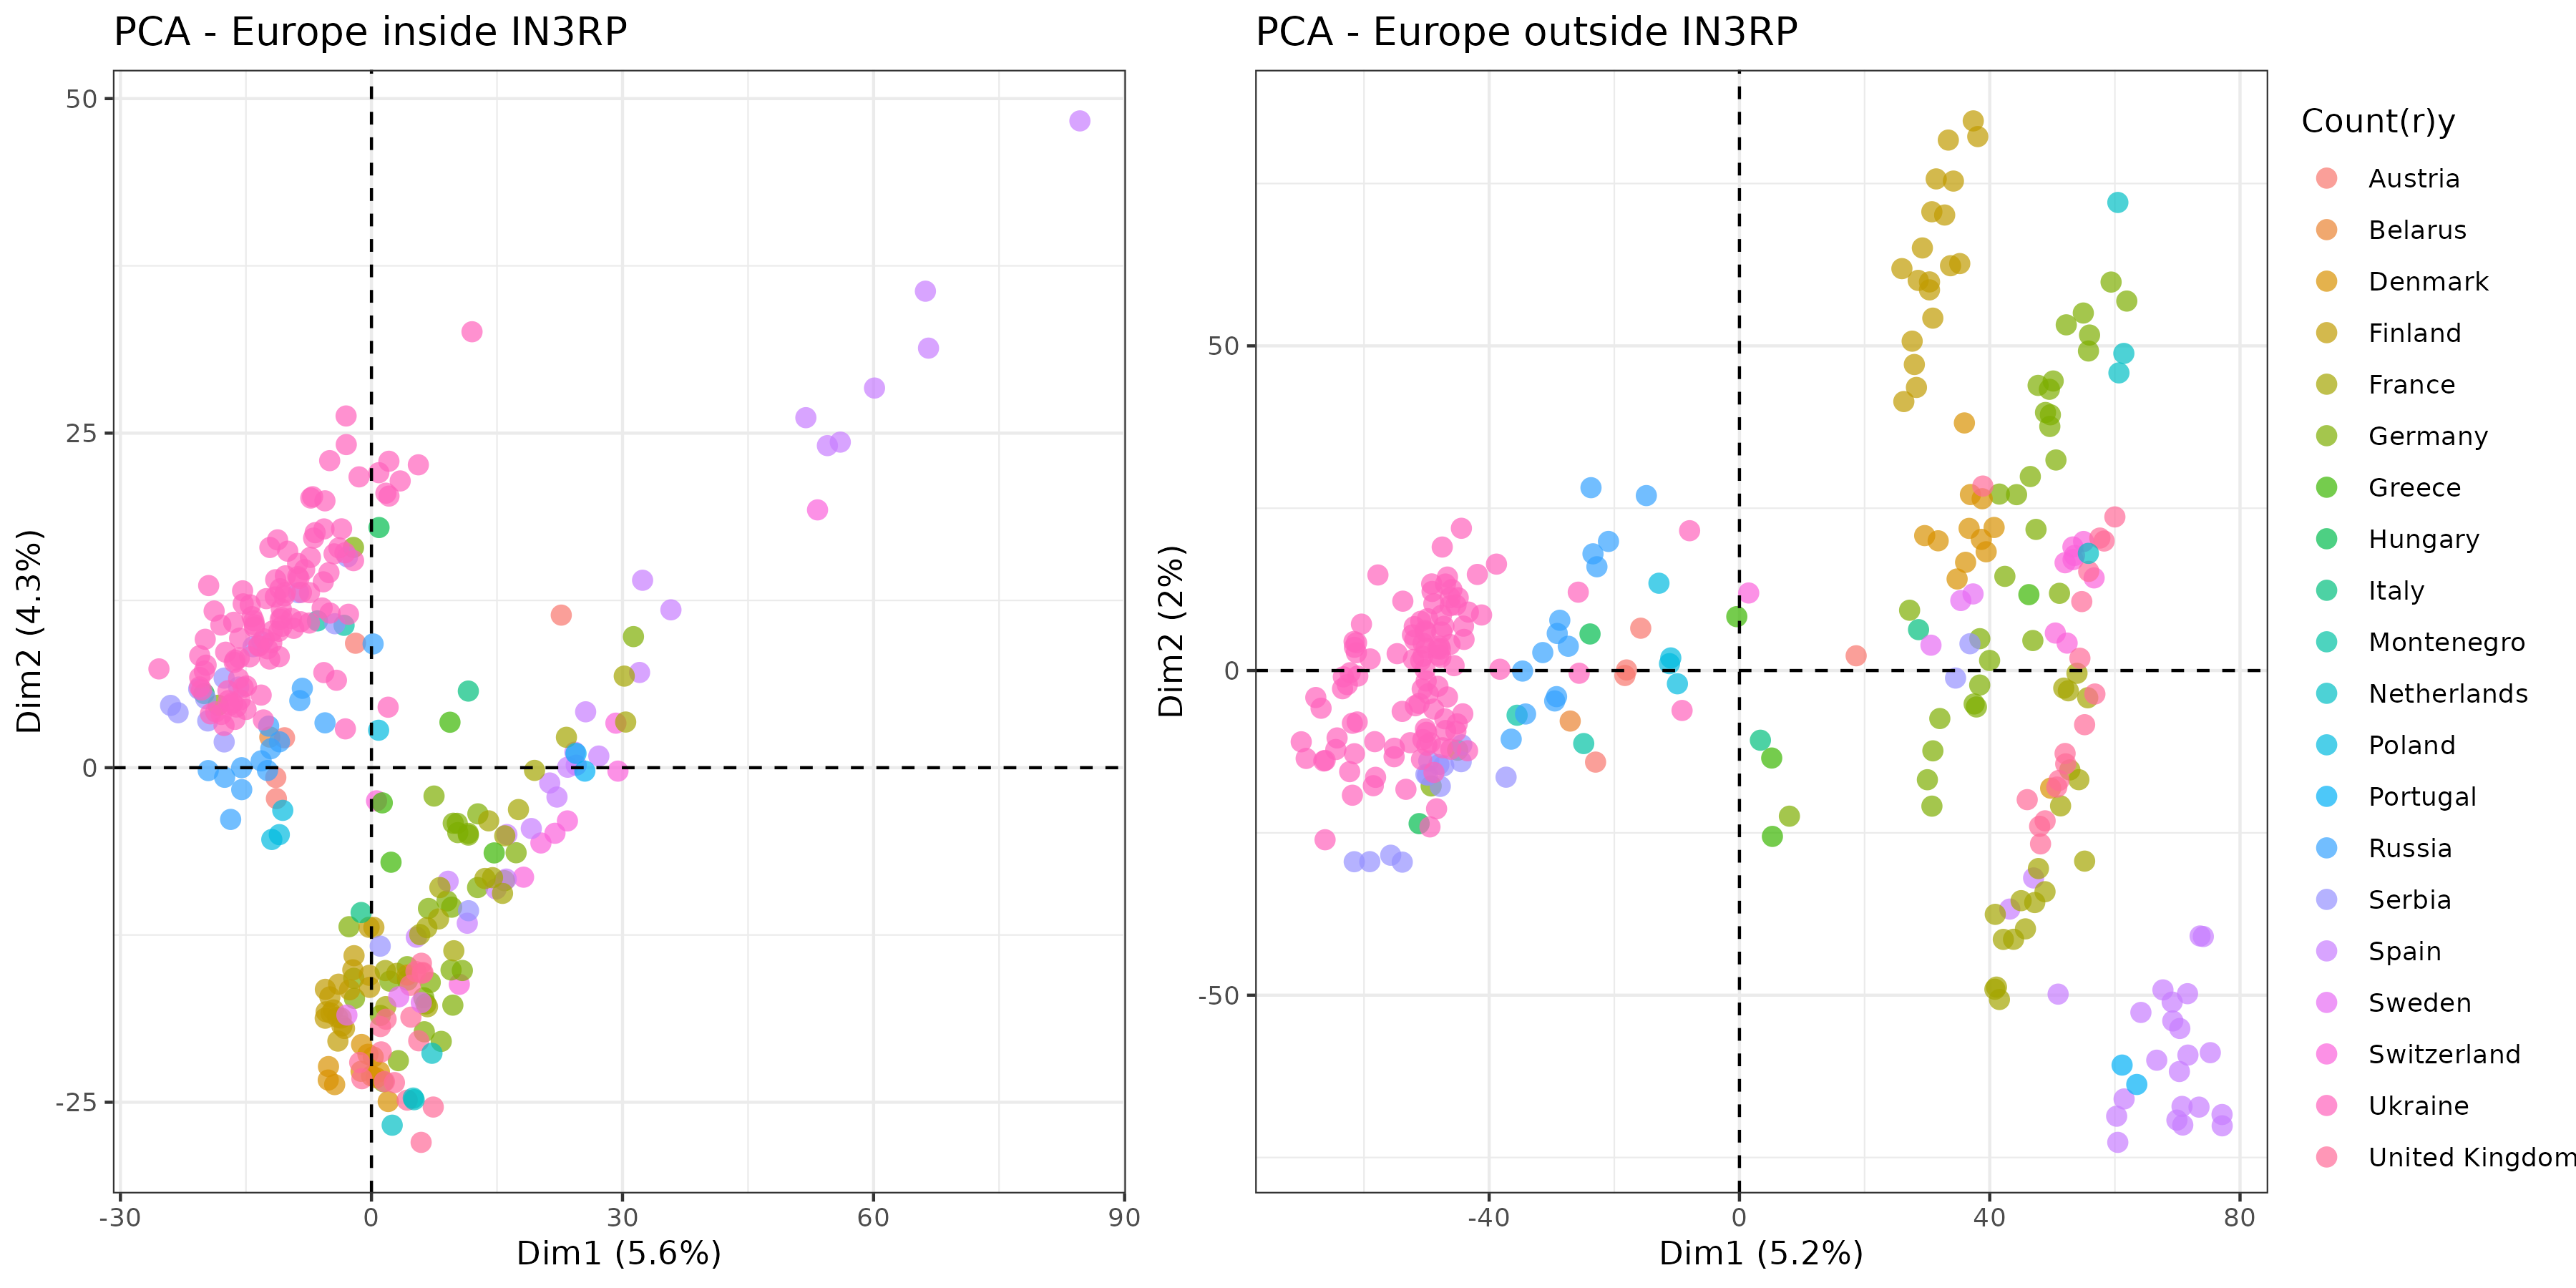 PCA - Europe inside IN3RP
50
25
0
-25
-30
0
30
60
90
Dim2 (4.3%)
Dim1 (5.6%)
PCA - Europe outside IN3RP
50
0
-50
-40
0
40
80
Dim2 (2%)
Dim1 (5.2%)
Count(r)y
Austria
Belarus
Denmark
Finland
France
Germany
Greece
Hungary
Italy
Montenegro
Netherlands
Poland
Portugal
Russia
Serbia
Spain
Sweden
Switzerland
Ukraine
United Kingdom